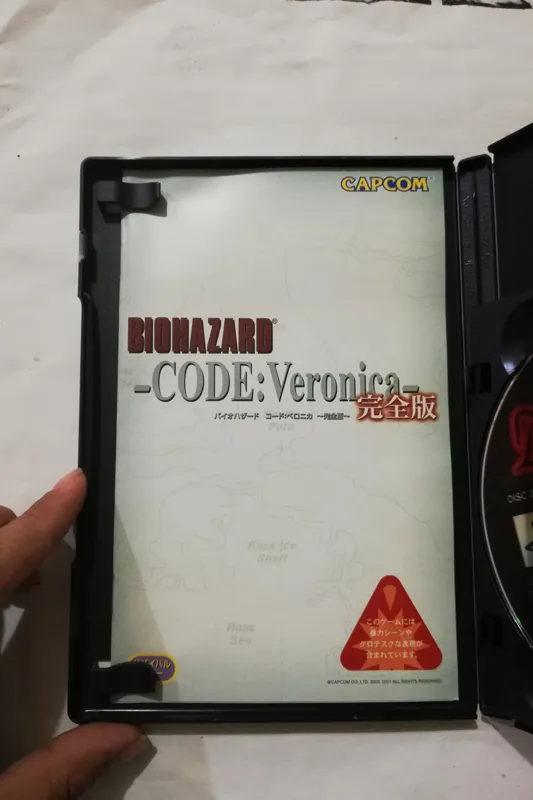 CAPCOM
BIOHAZARD®
-CODE:Veronica-
完全版
バイオハザード コード:ベロニカ ~完全版~
Pole
Ross Ice
Shelf
Ross
Sea
このゲームには
暴力シーンや
グロテスクな表現が
含まれています。
©CAPCOM CO.,LTD. 2000, 2001 ALL RIGHTS RESERVED.
DISC